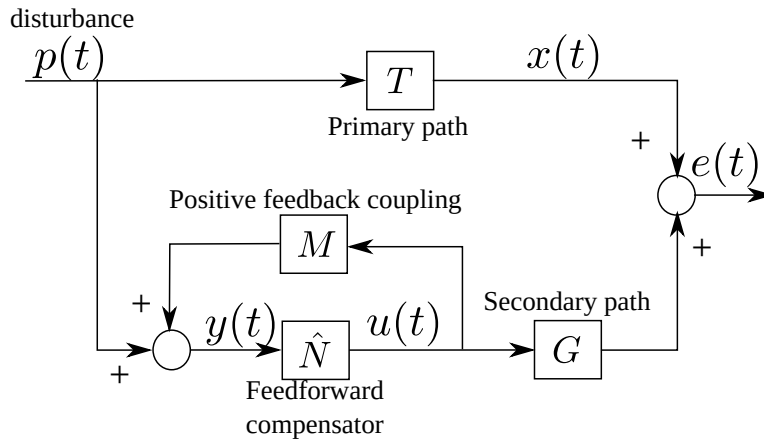 disturbance
p(t)
T
x(t)
Primary path
+
e(t)
Positive feedback coupling
M
+
+
Secondary path
y(t)
N̂
u(t)
G
+
Feedforward
compensator